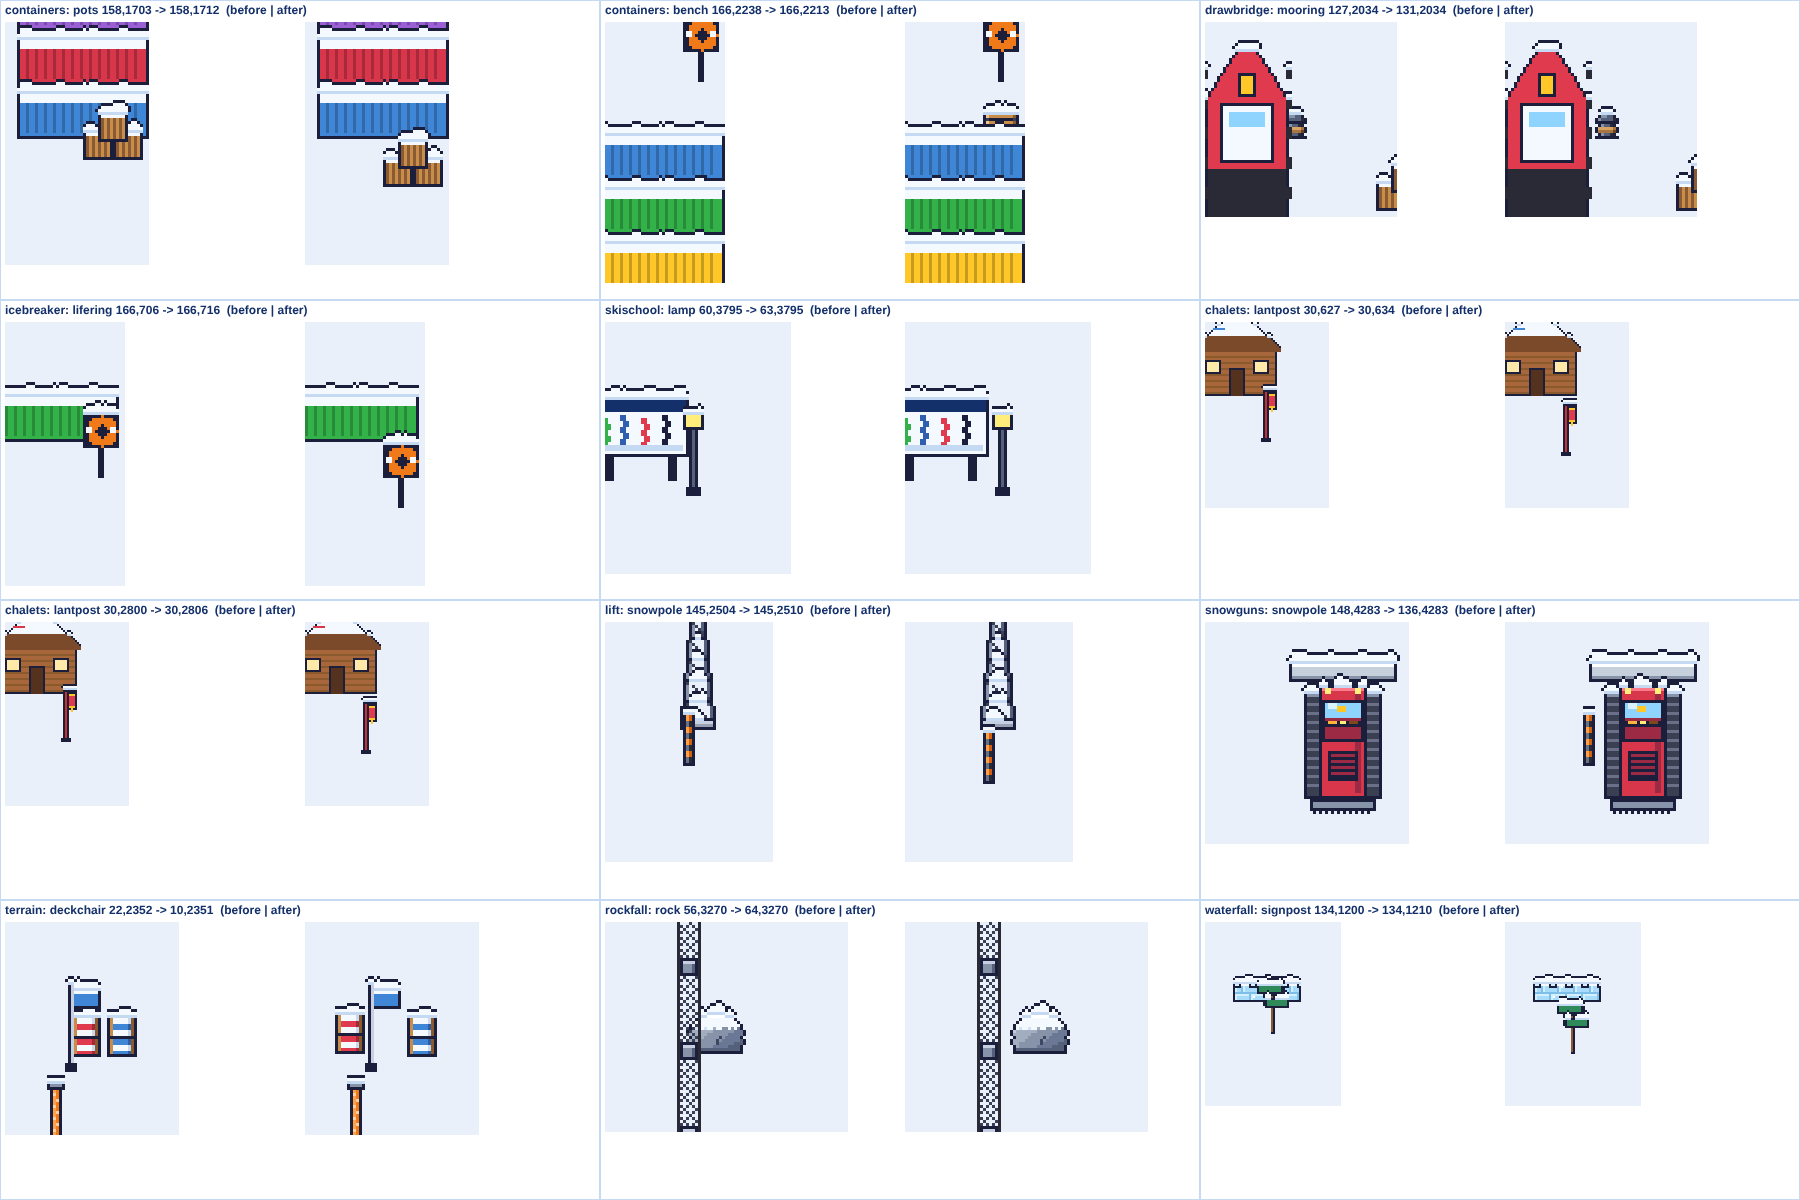 containers: pots 158,1703 -> 158,1712  (before | after)
containers: bench 166,2238 -> 166,2213  (before | after)
drawbridge: mooring 127,2034 -> 131,2034  (before | after)
icebreaker: lifering 166,706 -> 166,716  (before | after)
skischool: lamp 60,3795 -> 63,3795  (before | after)
chalets: lantpost 30,627 -> 30,634  (before | after)
chalets: lantpost 30,2800 -> 30,2806  (before | after)
lift: snowpole 145,2504 -> 145,2510  (before | after)
snowguns: snowpole 148,4283 -> 136,4283  (before | after)
terrain: deckchair 22,2352 -> 10,2351  (before | after)
rockfall: rock 56,3270 -> 64,3270  (before | after)
waterfall: signpost 134,1200 -> 134,1210  (before | after)